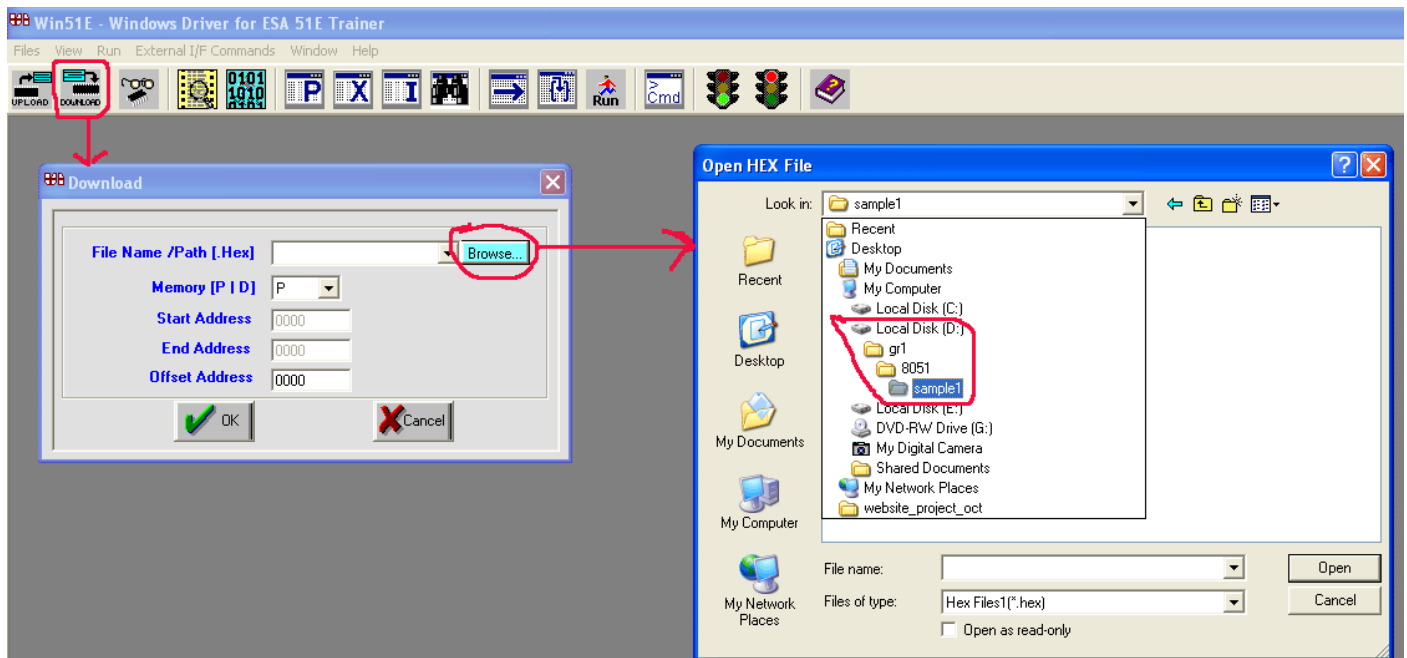 Win51E - Windows Driver for ESA 51E Trainer
Files View Run External I/F Commands Window Help
UPLOAD DOWNLOAD 0101 1010 P X I Run >Cmd
Download
File Name /Path [.Hex] Browse...
Memory [P | D] P
Start Address 0000
End Address 0000
Offset Address 0000
OK Cancel
Open HEX File
Look in: sample1
Recent
Desktop
My Documents
My Computer
Local Disk (C:)
Local Disk (D:)
gr1
8051
sample1
Local Disk (E:)
DVD-RW Drive (G:)
My Digital Camera
Shared Documents
My Network Places
website_project_oct
Recent
Desktop
My Documents
My Computer
My Network
Places
File name: Open
Files of type: Hex Files1(*.hex) Cancel
Open as read-only